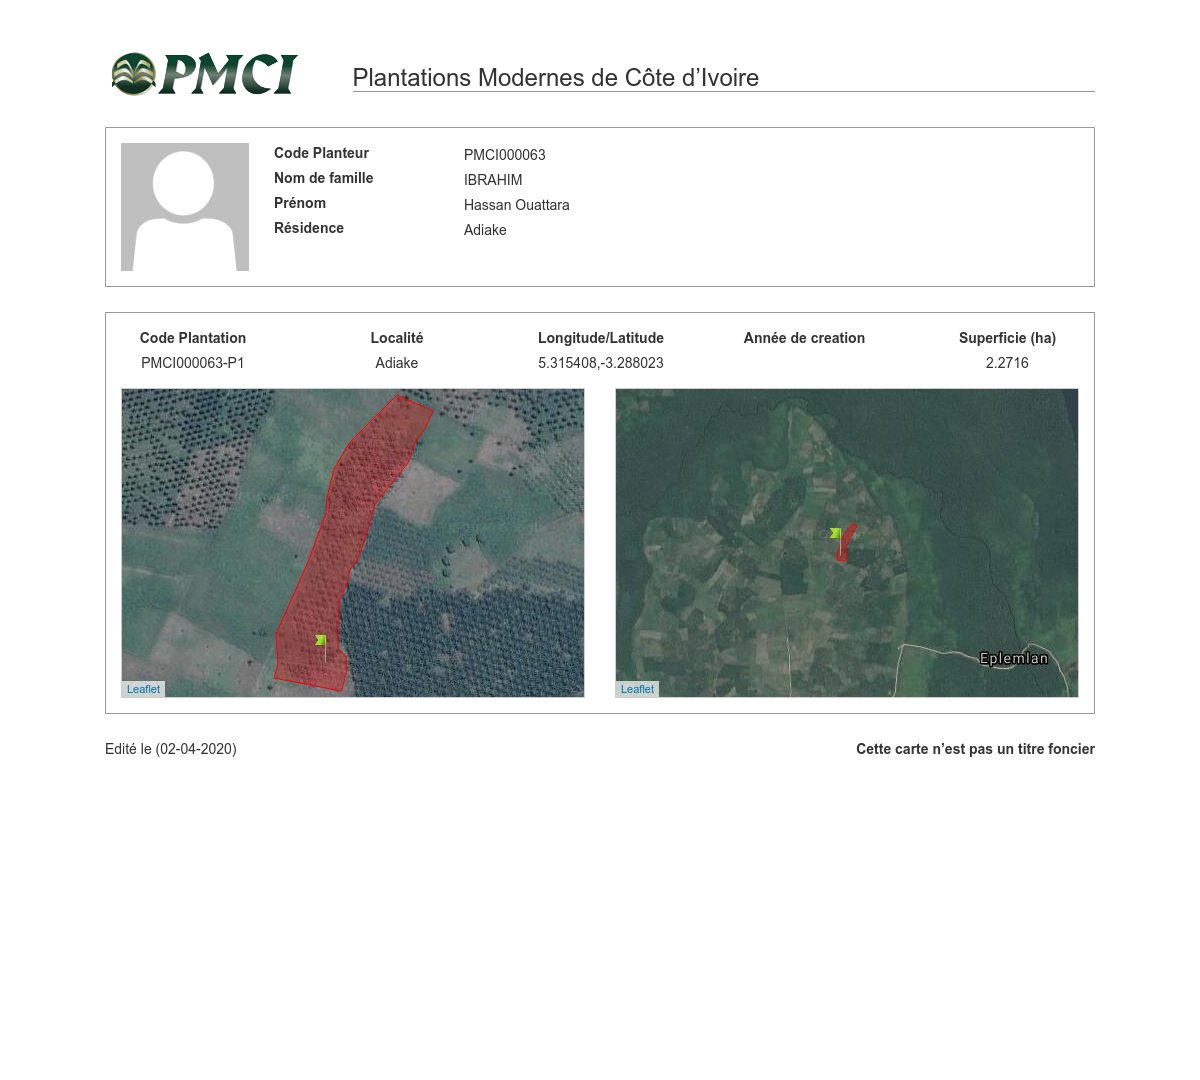 PMCI
Plantations Modernes de Côte d’Ivoire
Code Planteur PMCI000063
Nom de famille IBRAHIM
Prénom Hassan Ouattara
Résidence Adiake
Code Plantation Localité Longitude/Latitude Année de creation Superficie (ha)
PMCI000063-P1 Adiake 5.315408,-3.288023 2.2716
Eplemlan
Leaflet Leaflet
Edité le (02-04-2020) Cette carte n’est pas un titre foncier